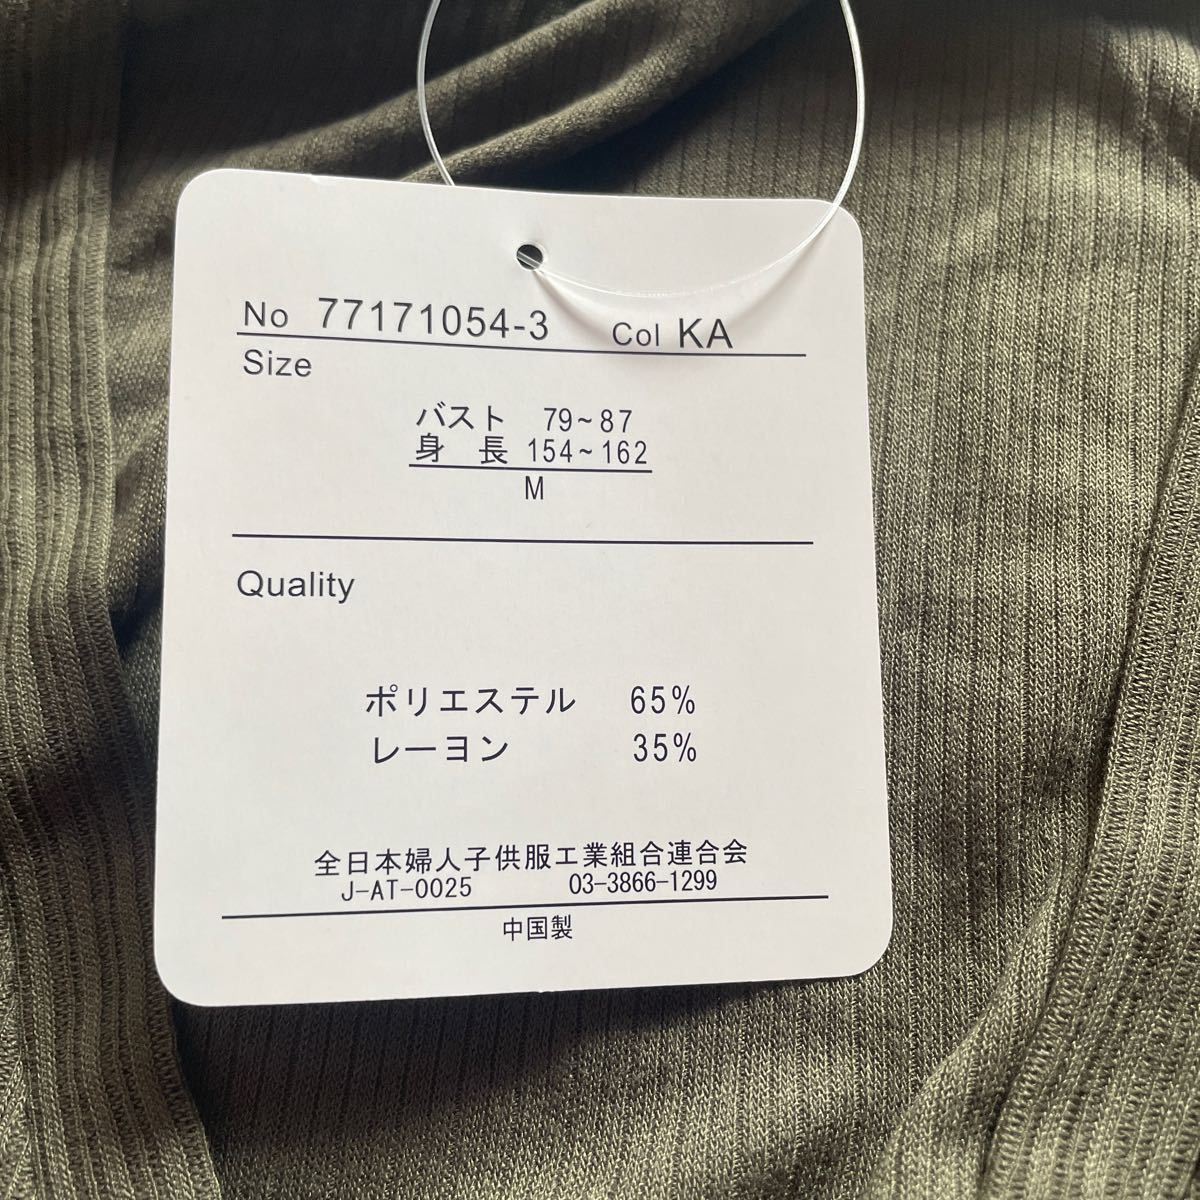 No 77171054-3 Col KA
Size
バスト 79~87
身 長 154~162
M
Quality
ポリエステル 65%
レーヨン 35%
全日本婦人子供服工業組合連合会
J-AT-0025 03-3866-1299
中国製